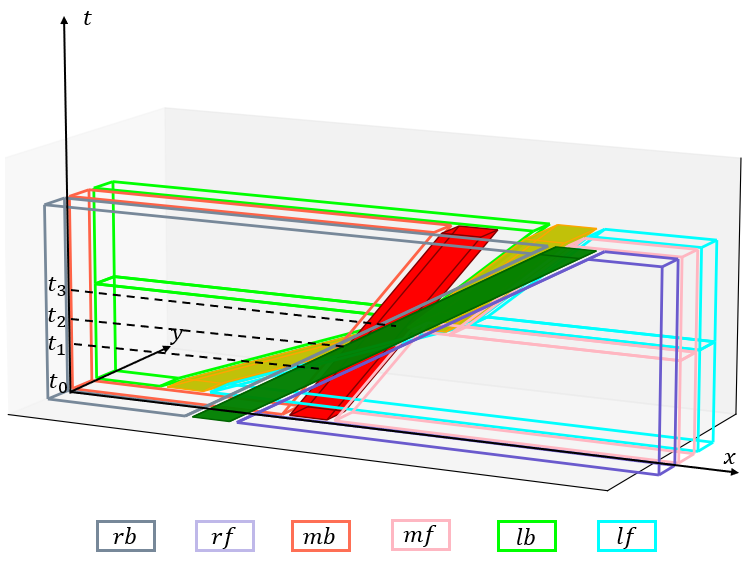 t
t₃
t₂
y
t₁
t₀
x
rb rf mb mf lb lf